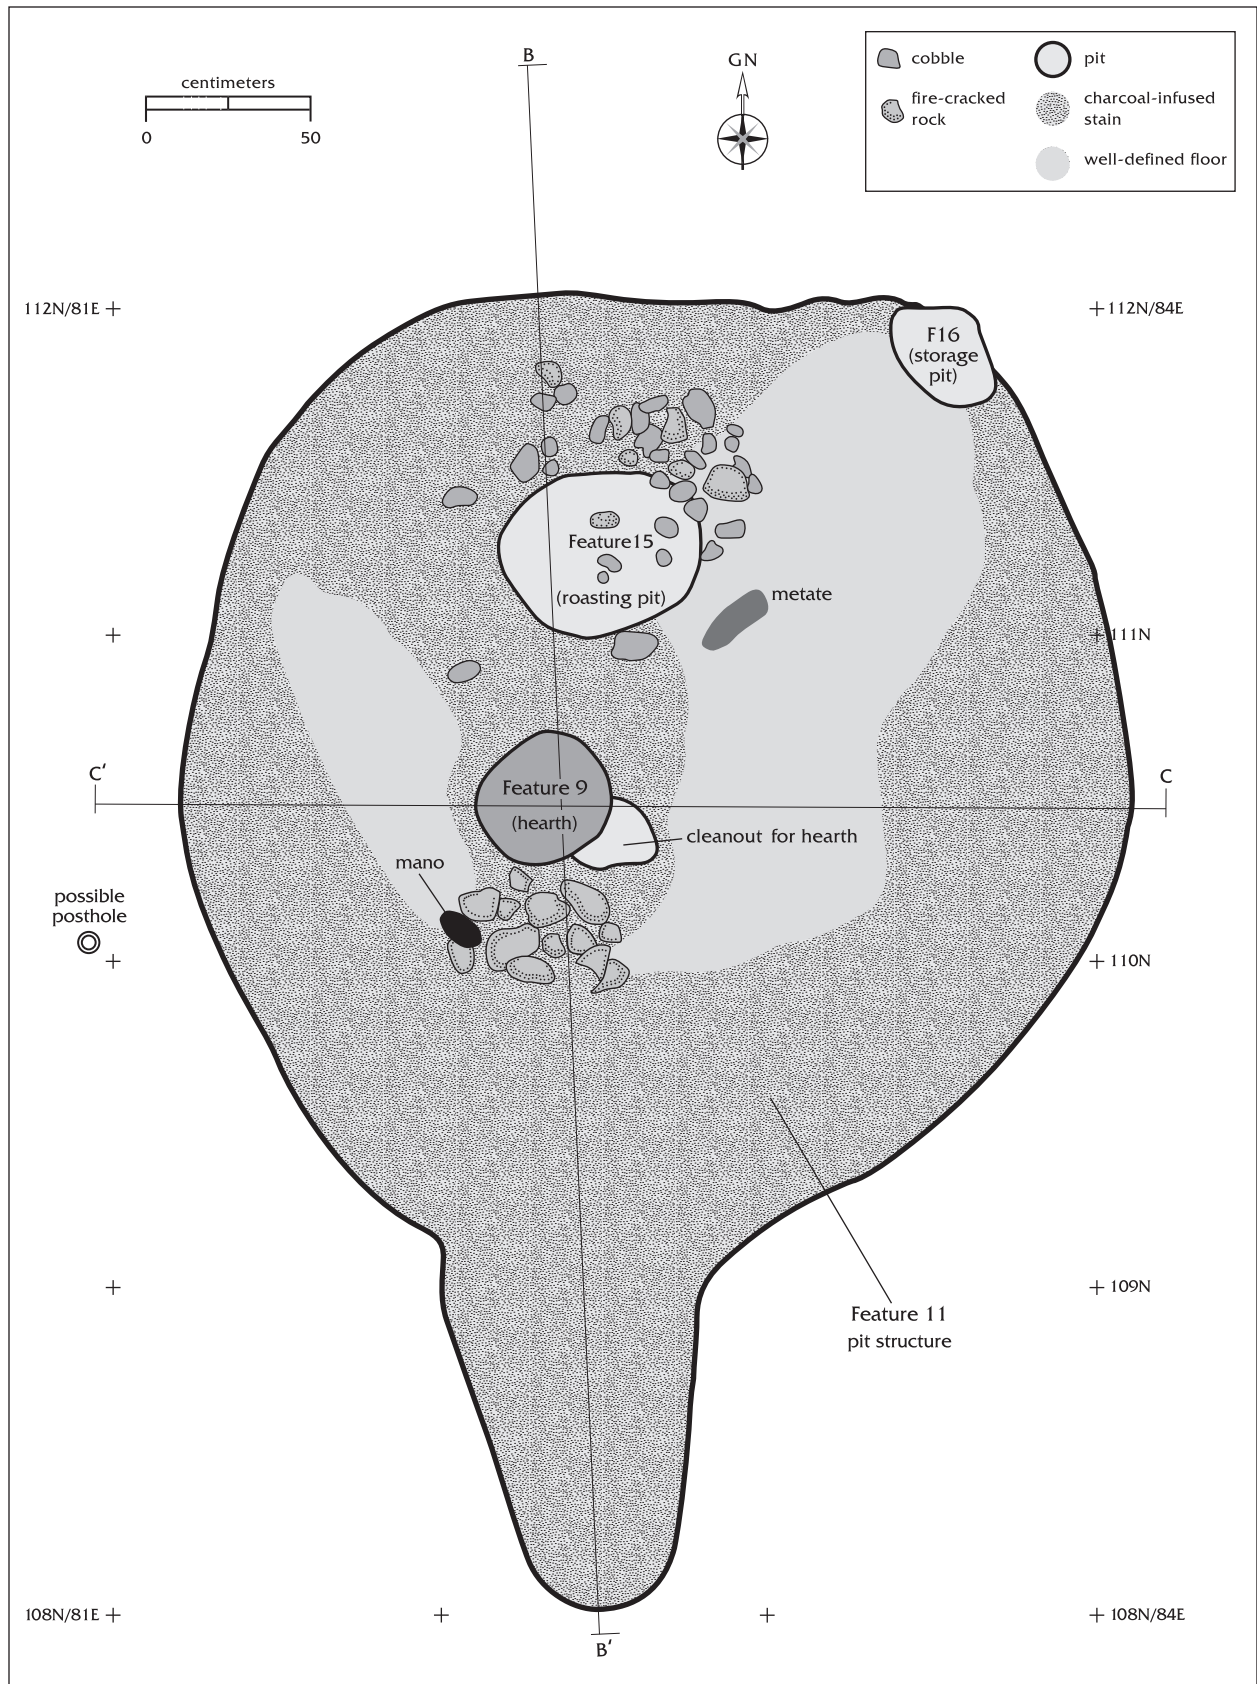 centimeters
0 50
B
GN
cobble
fire-cracked
rock
pit
charcoal-infused
stain
well-defined floor
112N/81E
112N/84E
F16
(storage
pit)
Feature15
(roasting pit)
metate
111N
C'
C
Feature 9
(hearth)
cleanout for hearth
mano
possible
posthole
110N
109N
Feature 11
pit structure
108N/81E
108N/84E
B'